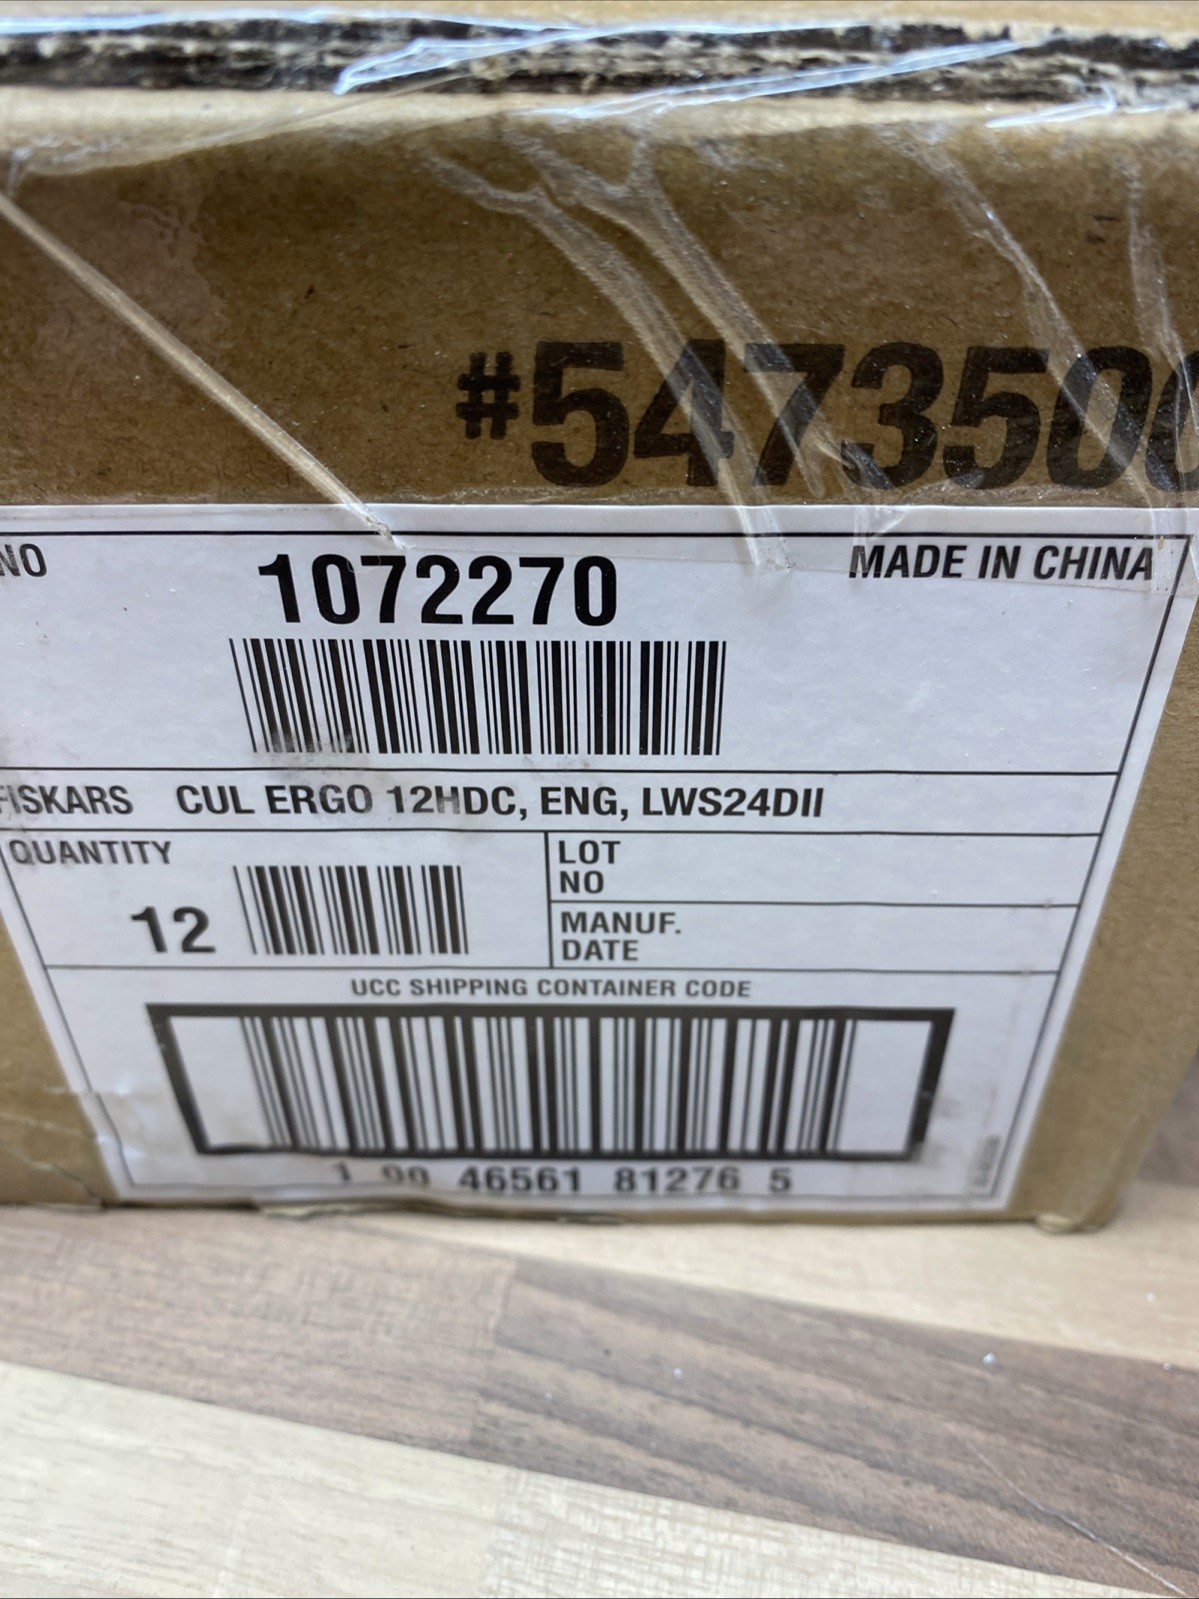 #547350
NO 1072270 MADE IN CHINA
FISKARS CUL ERGO 12HDC, ENG, LWS24DII
QUANTITY
12
LOT
NO
MANUF.
DATE
UCC SHIPPING CONTAINER CODE
1 90 46561 81276 5